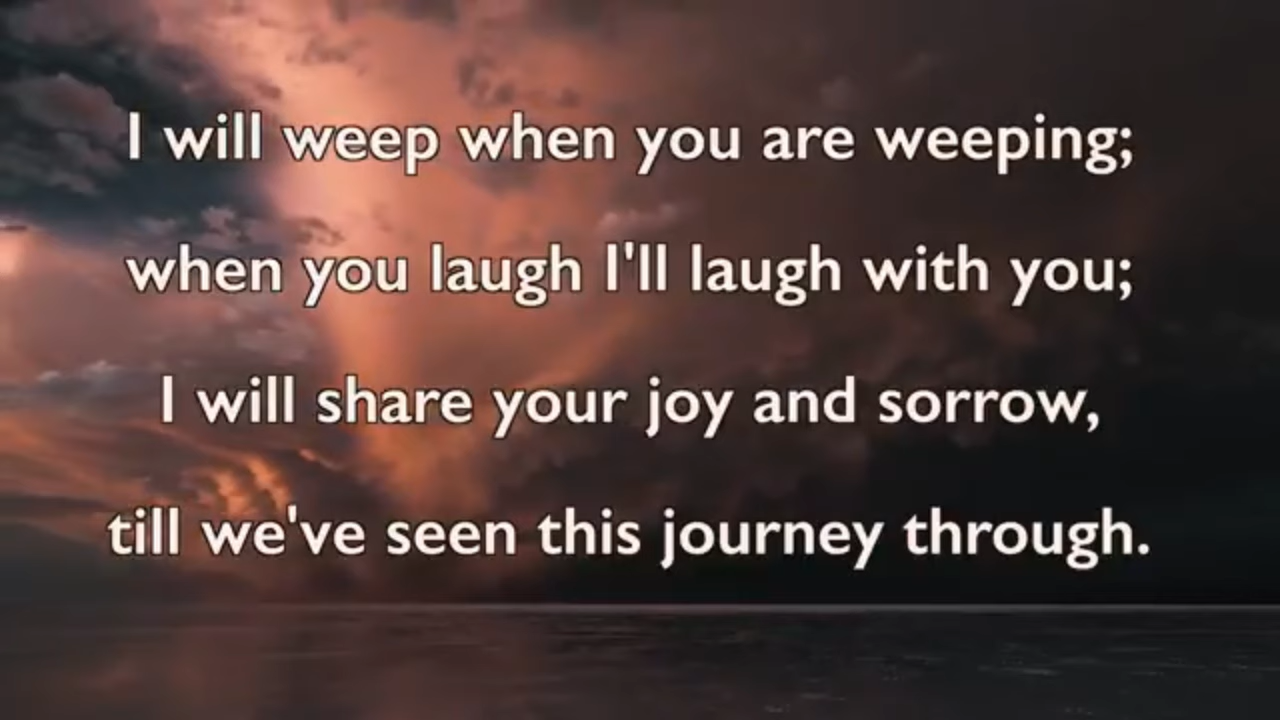 I will weep when you are weeping;
when you laugh I'll laugh with you;
I will share your joy and sorrow,
till we've seen this journey through.